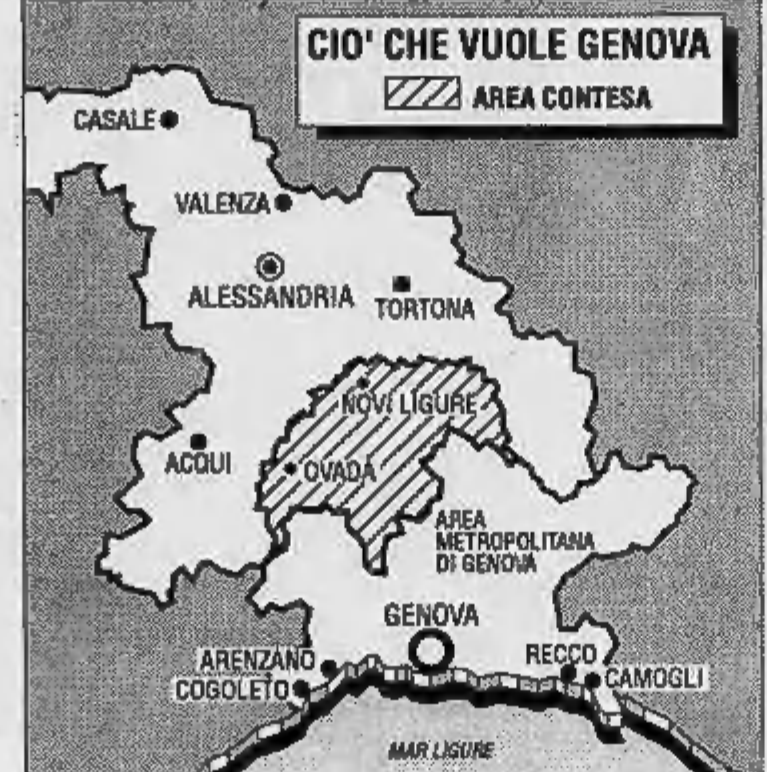 CIO' CHE VUOLE GENOVA
AREA CONTESA
CASALE
VALENZA
ALESSANDRIA
TORTONA
NOVI LIGURE
ACQUI
OVADA
AREA
METROPOLITANA
DI GENOVA
GENOVA
ARENZANO
RECCO
COGOLETO
CAMOGLI
MAR LIGURE